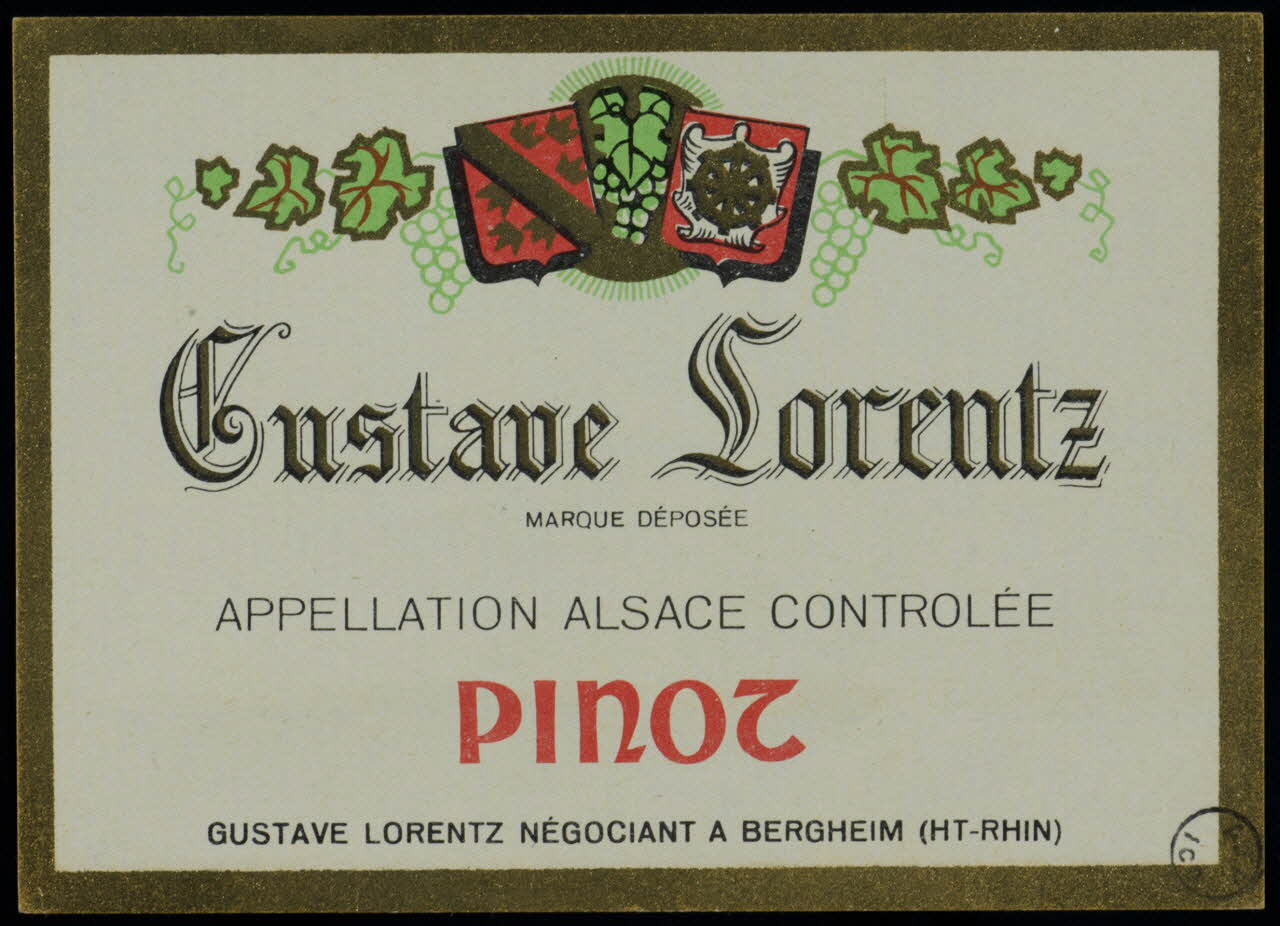 Gustave Lorentz
MARQUE DÉPOSÉE
APPELLATION ALSACE CONTROLÉE
PINOT
GUSTAVE LORENTZ NÉGOCIANT A BERGHEIM (HT-RHIN)